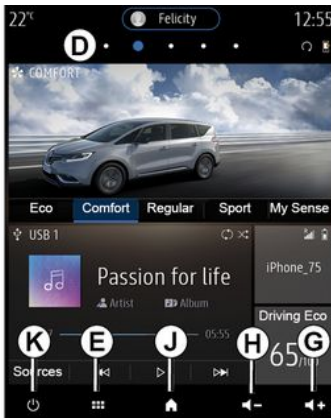 22°C Felicity 12:55
D
COMFORT
Eco Comfort Regular Sport My Sense
USB 1
iPhone_75
Passion for life
Artist Album
05:55
Driving Eco
65/100
Sources
K E J H G